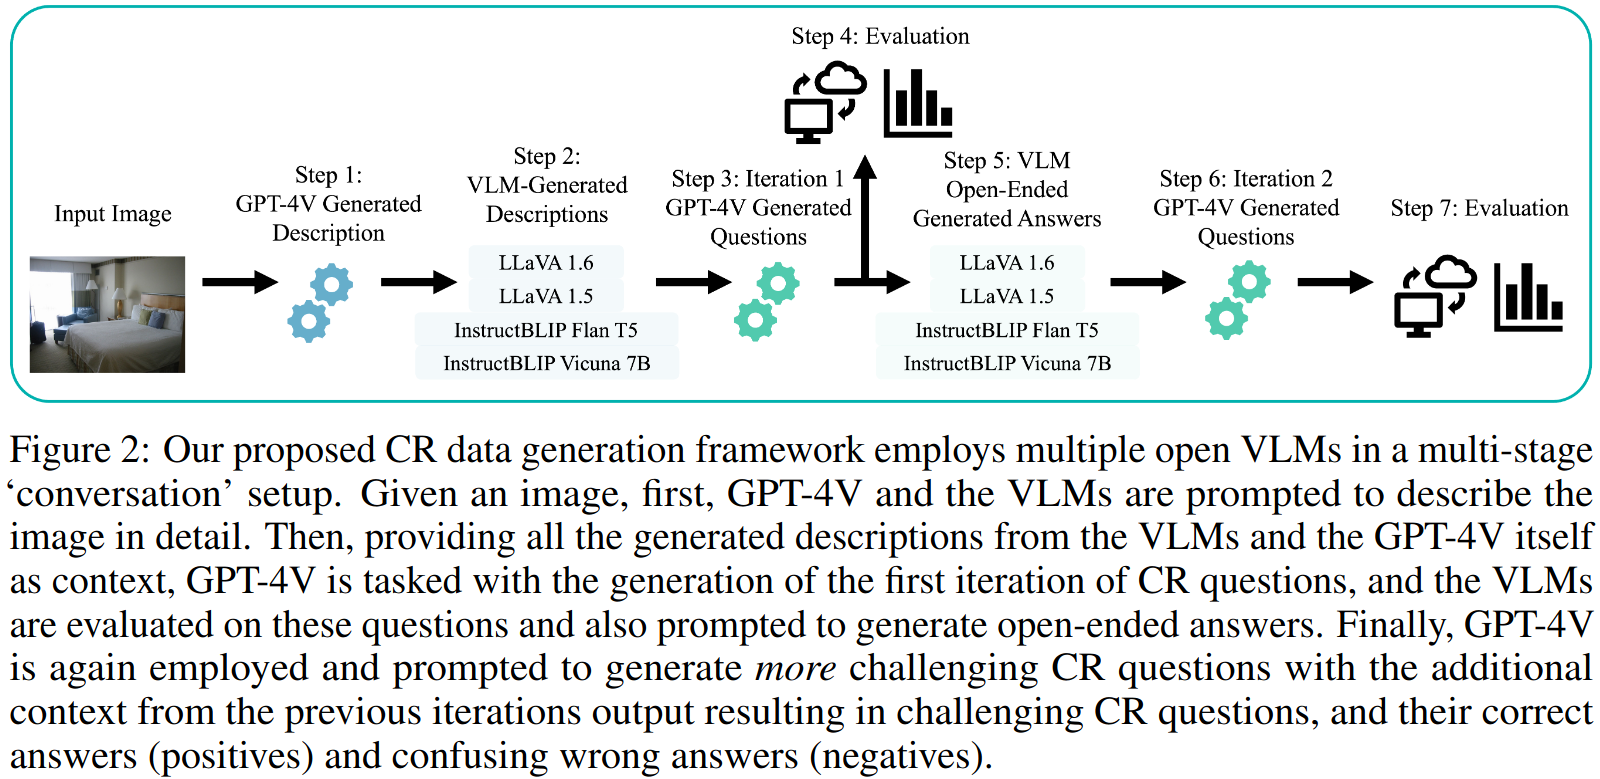 Step 4: Evaluation
Input Image
Step 1:
GPT-4V Generated
Description
Step 2:
VLM-Generated
Descriptions
LLaVA 1.6
LLaVA 1.5
InstructBLIP Flan T5
InstructBLIP Vicuna 7B
Step 3: Iteration 1
GPT-4V Generated
Questions
Step 5: VLM
Open-Ended
Generated Answers
LLaVA 1.6
LLaVA 1.5
InstructBLIP Flan T5
InstructBLIP Vicuna 7B
Step 6: Iteration 2
GPT-4V Generated
Questions
Step 7: Evaluation
Figure 2: Our proposed CR data generation framework employs multiple open VLMs in a multi-stage
‘conversation’ setup. Given an image, first, GPT-4V and the VLMs are prompted to describe the
image in detail. Then, providing all the generated descriptions from the VLMs and the GPT-4V itself
as context, GPT-4V is tasked with the generation of the first iteration of CR questions, and the VLMs
are evaluated on these questions and also prompted to generate open-ended answers. Finally, GPT-4V
is again employed and prompted to generate more challenging CR questions with the additional
context from the previous iterations output resulting in challenging CR questions, and their correct
answers (positives) and confusing wrong answers (negatives).